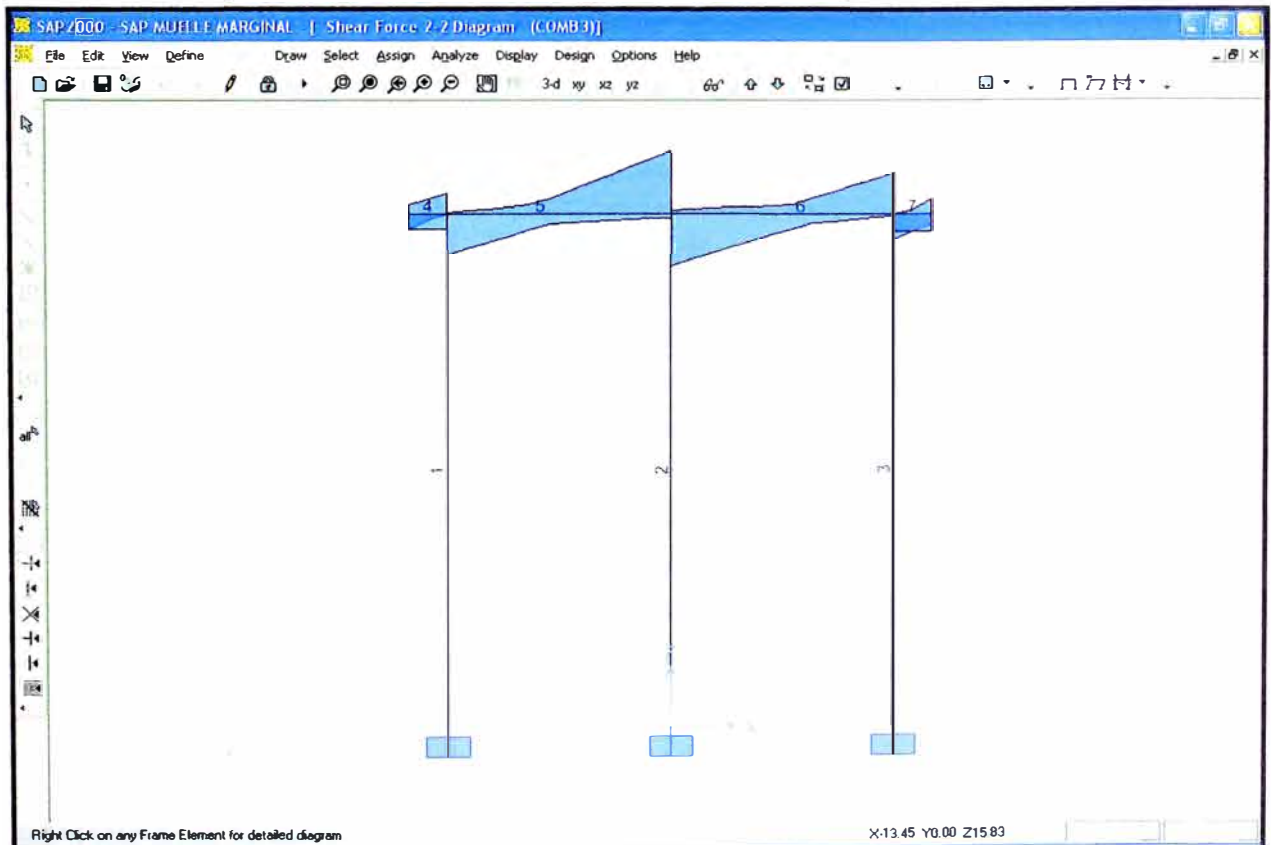 SAP2000 - SAP MUELLE MARGINAL - [ Shear Force 2-2 Diagram (COMB3)]
File Edit View Define Draw Select Assign Analyze Display Design Options Help
3-d xy xz yz
4 5 6 7
all
1 2 3
Right Click on any Frame Element for detailed diagram
X-13.45 Y0.00 Z15.83